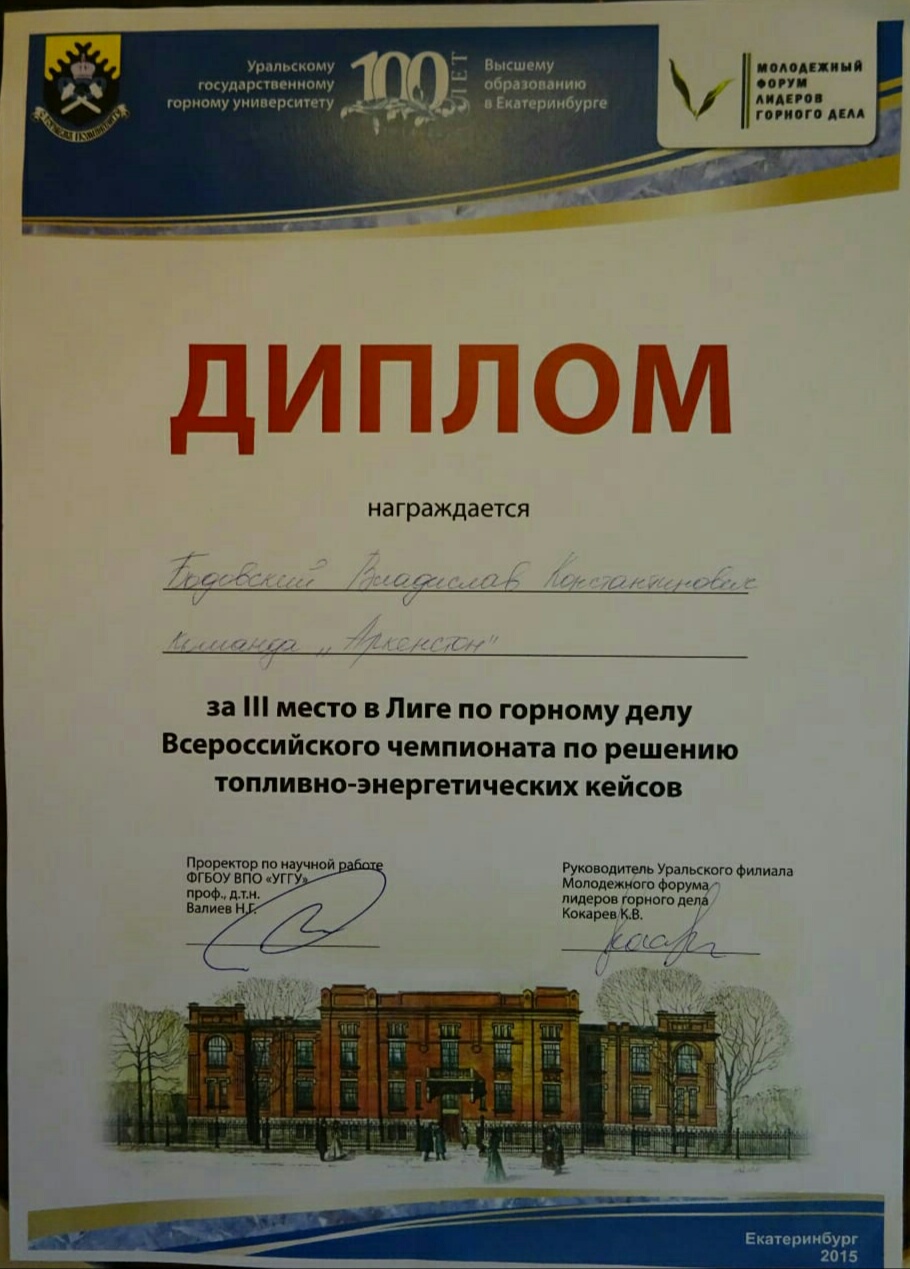 Уральскому
государственному
горному университету
100 ЛЕТ
Высшему
образованию
в Екатеринбурге
МОЛОДЕЖНЫЙ
ФОРУМ
ЛИДЕРОВ
ГОРНОГО ДЕЛА
ДИПЛОМ
награждается
Владислав Константинович
команда „Аркенстон"
за III место в Лиге по горному делу
Всероссийского чемпионата по решению
топливно-энергетических кейсов
Проректор по научной работе
ФГБОУ ВПО «УГГУ»
проф., д.т.н.
Валиев Н.Г.
Руководитель Уральского филиала
Молодежного форума
лидеров горного дела
Кокарев К.В.
Екатеринбург
2015